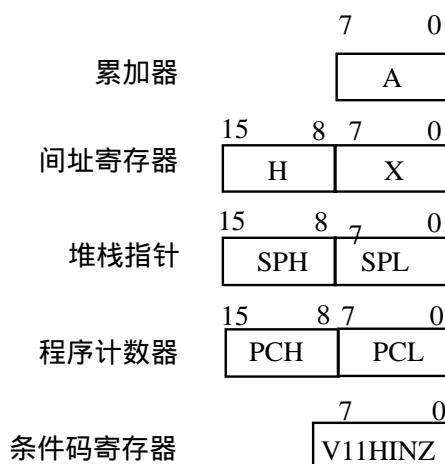 7 0
累加器 A
15 8 7 0
间址寄存器 H X
15 8 7 0
堆栈指针 SPH SPL
15 8 7 0
程序计数器 PCH PCL
7 0
条件码寄存器 V11HINZ